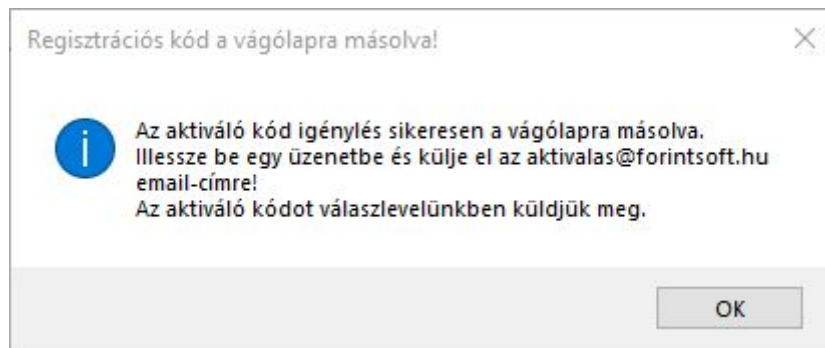 Regisztrációs kód a vágólapra másolva!
Az aktiváló kód igénylés sikeresen a vágólapra másolva.
Illessze be egy üzenetbe és külje el az aktivalas@forintsoft.hu
email-címre!
Az aktiváló kódot válaszlevelünkben küldjük meg.
OK